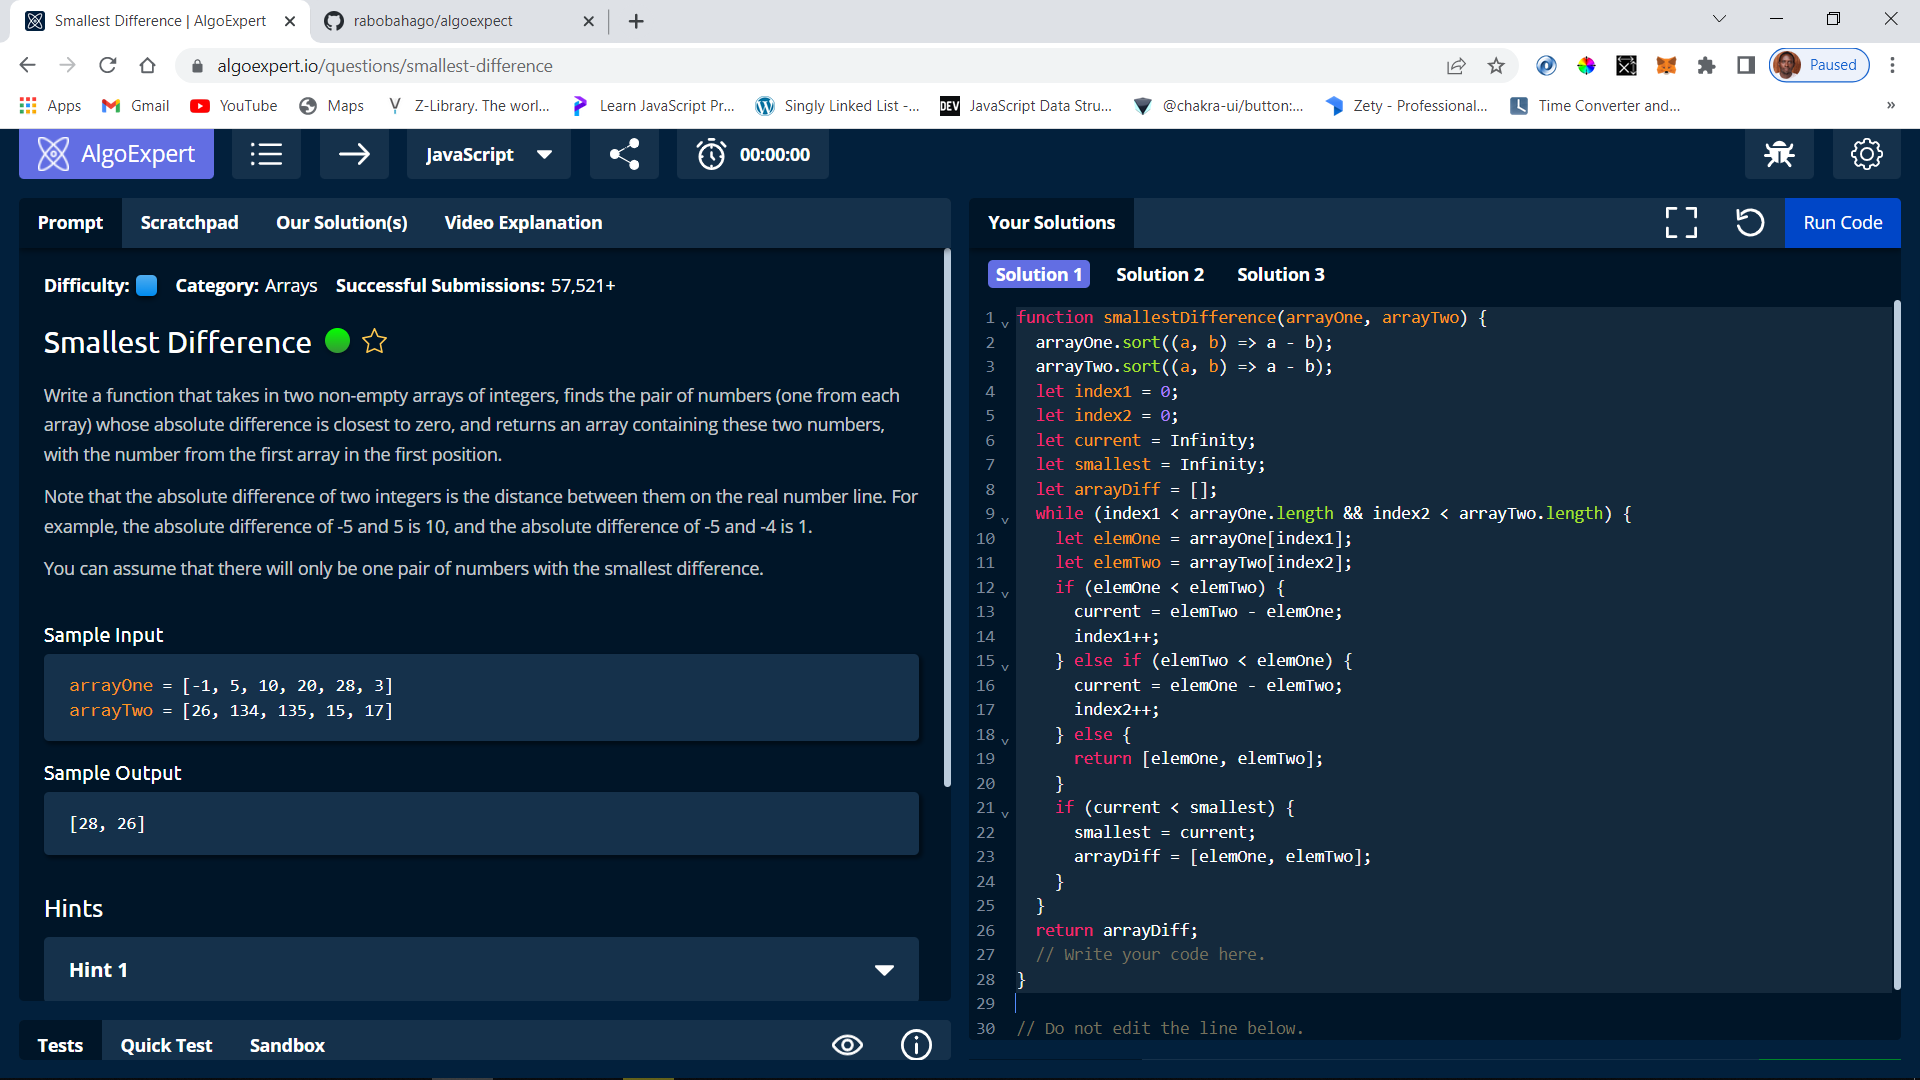 Smallest Difference | AlgoExpert
rabobahago/algoexpect
algoexpert.io/questions/smallest-difference
Paused
Apps
Gmail
YouTube
Maps
Z-Library. The worl...
Learn JavaScript Pr...
Singly Linked List -...
DEV
JavaScript Data Stru...
@chakra-ui/button:...
Zety - Professional...
Time Converter and...
»
AlgoExpert
JavaScript
00:00:00
Prompt
Scratchpad
Our Solution(s)
Video Explanation
Difficulty:
Category: Arrays
Successful Submissions: 57,521+
Smallest Difference
Write a function that takes in two non-empty arrays of integers, finds the pair of numbers (one from each
array) whose absolute difference is closest to zero, and returns an array containing these two numbers,
with the number from the first array in the first position.
Note that the absolute difference of two integers is the distance between them on the real number line. For
example, the absolute difference of -5 and 5 is 10, and the absolute difference of -5 and -4 is 1.
You can assume that there will only be one pair of numbers with the smallest difference.
Sample Input
arrayOne = [-1, 5, 10, 20, 28, 3]
arrayTwo = [26, 134, 135, 15, 17]
Sample Output
[28, 26]
Hints
Hint 1
Tests
Quick Test
Sandbox
Your Solutions
Run Code
Solution 1
Solution 2
Solution 3
1 function smallestDifference(arrayOne, arrayTwo) {
2 arrayOne.sort((a, b) => a - b);
3 arrayTwo.sort((a, b) => a - b);
4 let index1 = 0;
5 let index2 = 0;
6 let current = Infinity;
7 let smallest = Infinity;
8 let arrayDiff = [];
9 while (index1 < arrayOne.length && index2 < arrayTwo.length) {
10 let elemOne = arrayOne[index1];
11 let elemTwo = arrayTwo[index2];
12 if (elemOne < elemTwo) {
13 current = elemTwo - elemOne;
14 index1++;
15 } else if (elemTwo < elemOne) {
16 current = elemOne - elemTwo;
17 index2++;
18 } else {
19 return [elemOne, elemTwo];
20 }
21 if (current < smallest) {
22 smallest = current;
23 arrayDiff = [elemOne, elemTwo];
24 }
25 }
26 return arrayDiff;
27 // Write your code here.
28 }
29
30 // Do not edit the line below.